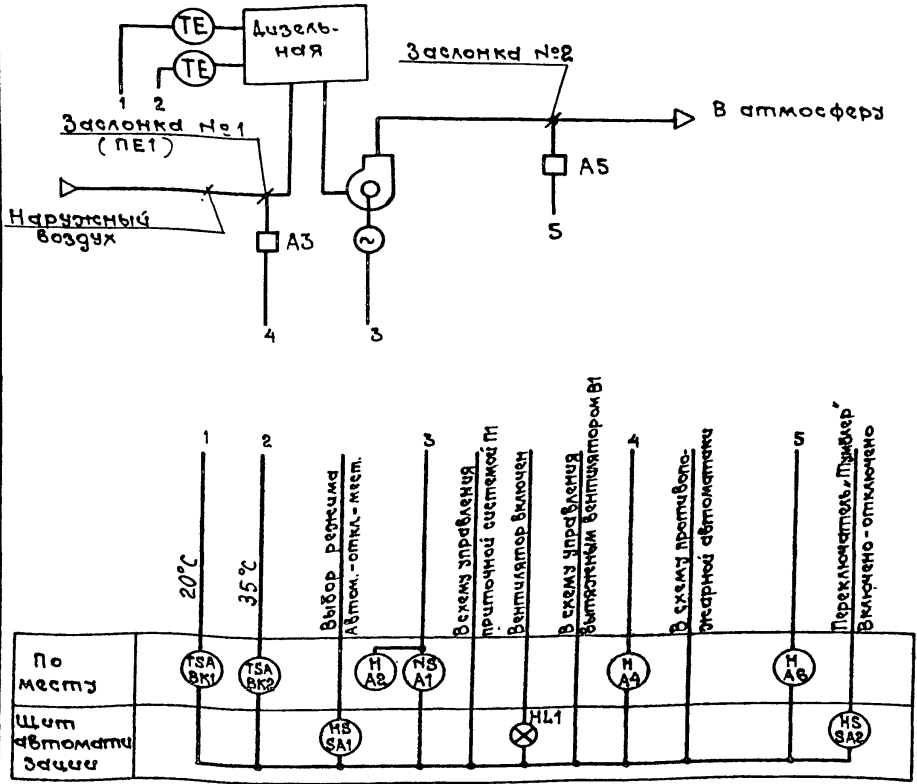 TE
Дизель-
ная
TE
1
2
Заслонка №2
В атмосферу
Заслонка №1
(ПЕ1)
А5
5
Наружный
воздух
А3
~
4
3
1
20°С
2
35°С
Выбор режима
Автом.-откл-мест.
3
В схему управления
приточной системой П1
Вентилятор включен
В схему управления
вытяжным вентилятором В1
4
В схему противопо-
жарной автоматики
5
Переключатель „Тумблер"
Включено-отключено
По
месту
TSA
BK1
TSA
BK2
H
A2
NS
A1
H
A4
H
A6
Щит
автомати
зации
HS
SA1
HL1
HS
SA2